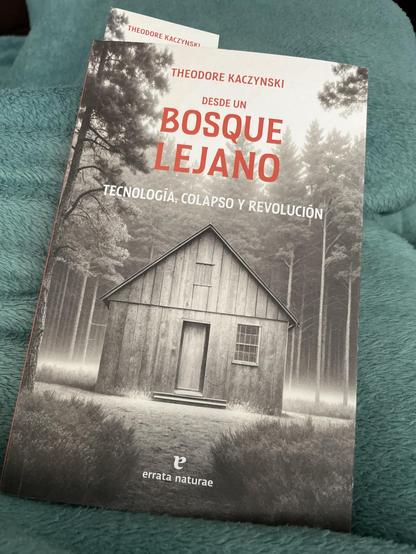 THEODORE KACZYNSKI
THEODORE KACZYNSKI
DESDE UN
BOSQUE
LEJANO
TECNOLOGÍA, COLAPSO Y REVOLUCIÓN
e
errata naturae